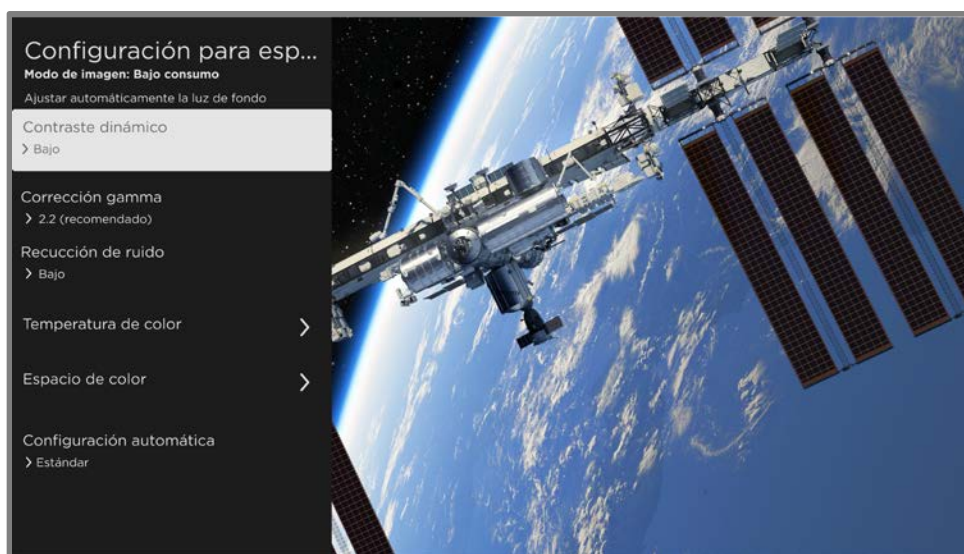 Configuración para esp...
Modo de imagen: Bajo consumo
Ajustar automáticamente la luz de fondo
Contraste dinámico
> Bajo
Corrección gamma
> 2.2 (recomendado)
Recucción de ruido
> Bajo
Temperatura de color >
Espacio de color >
Configuración automática
> Estándar